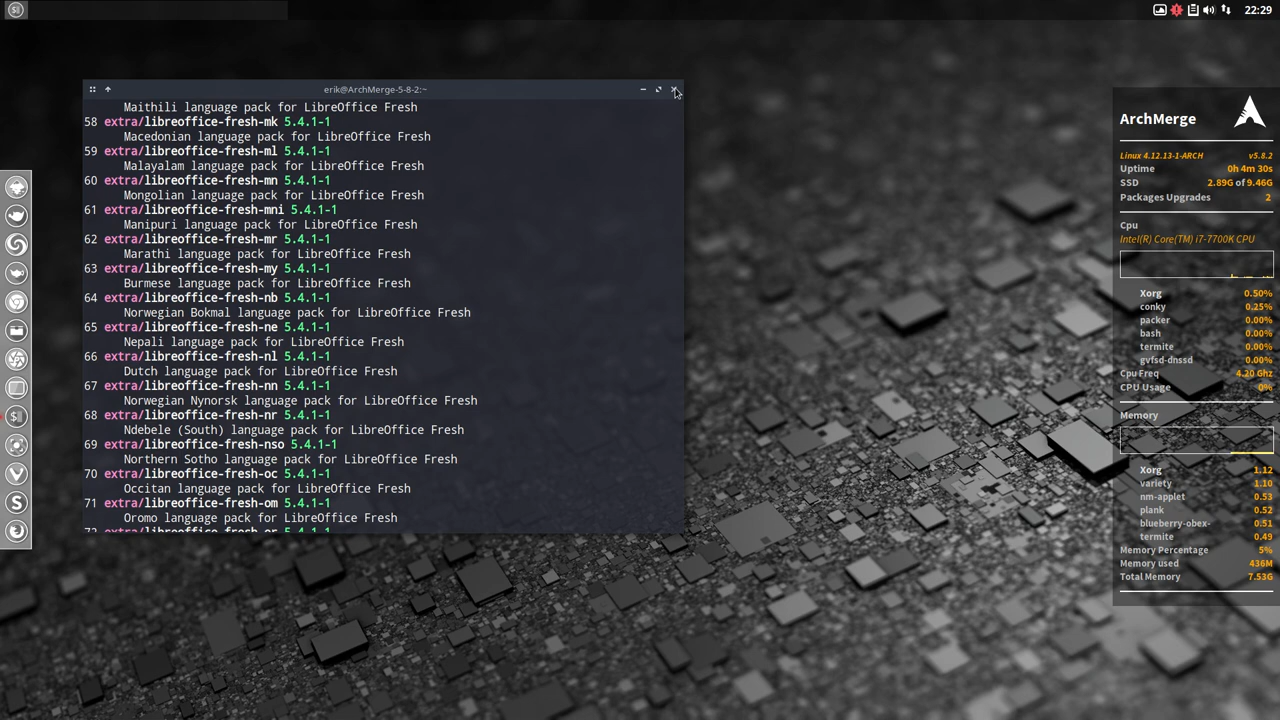 22:29
erik@ArchMerge-5-8-2:~
Maithili language pack for LibreOffice Fresh
58 extra/libreoffice-fresh-mk 5.4.1-1
Macedonian language pack for LibreOffice Fresh
59 extra/libreoffice-fresh-ml 5.4.1-1
Malayalam language pack for LibreOffice Fresh
60 extra/libreoffice-fresh-mn 5.4.1-1
Mongolian language pack for LibreOffice Fresh
61 extra/libreoffice-fresh-mni 5.4.1-1
Manipuri language pack for LibreOffice Fresh
62 extra/libreoffice-fresh-mr 5.4.1-1
Marathi language pack for LibreOffice Fresh
63 extra/libreoffice-fresh-my 5.4.1-1
Burmese language pack for LibreOffice Fresh
64 extra/libreoffice-fresh-nb 5.4.1-1
Norwegian Bokmal language pack for LibreOffice Fresh
65 extra/libreoffice-fresh-ne 5.4.1-1
Nepali language pack for LibreOffice Fresh
66 extra/libreoffice-fresh-nl 5.4.1-1
Dutch language pack for LibreOffice Fresh
67 extra/libreoffice-fresh-nn 5.4.1-1
Norwegian Nynorsk language pack for LibreOffice Fresh
68 extra/libreoffice-fresh-nr 5.4.1-1
Ndebele (South) language pack for LibreOffice Fresh
69 extra/libreoffice-fresh-nso 5.4.1-1
Northern Sotho language pack for LibreOffice Fresh
70 extra/libreoffice-fresh-oc 5.4.1-1
Occitan language pack for LibreOffice Fresh
71 extra/libreoffice-fresh-om 5.4.1-1
Oromo language pack for LibreOffice Fresh
ArchMerge
Linux 4.12.13-1-ARCH v5.8.2
Uptime 0h 4m 30s
SSD 2.89G of 9.46G
Packages Upgrades 2
Cpu
Intel(R) Core(TM) i7-7700K CPU
Xorg 0.50%
conky 0.25%
packer 0.00%
bash 0.00%
termite 0.00%
gvfsd-dnssd 0.00%
Cpu Freq 4.20 Ghz
CPU Usage 0%
Memory
Xorg 1.12
variety 1.10
nm-applet 0.53
plank 0.52
blueberry-obex- 0.51
termite 0.49
Memory Percentage 5%
Memory used 436M
Total Memory 7.53G